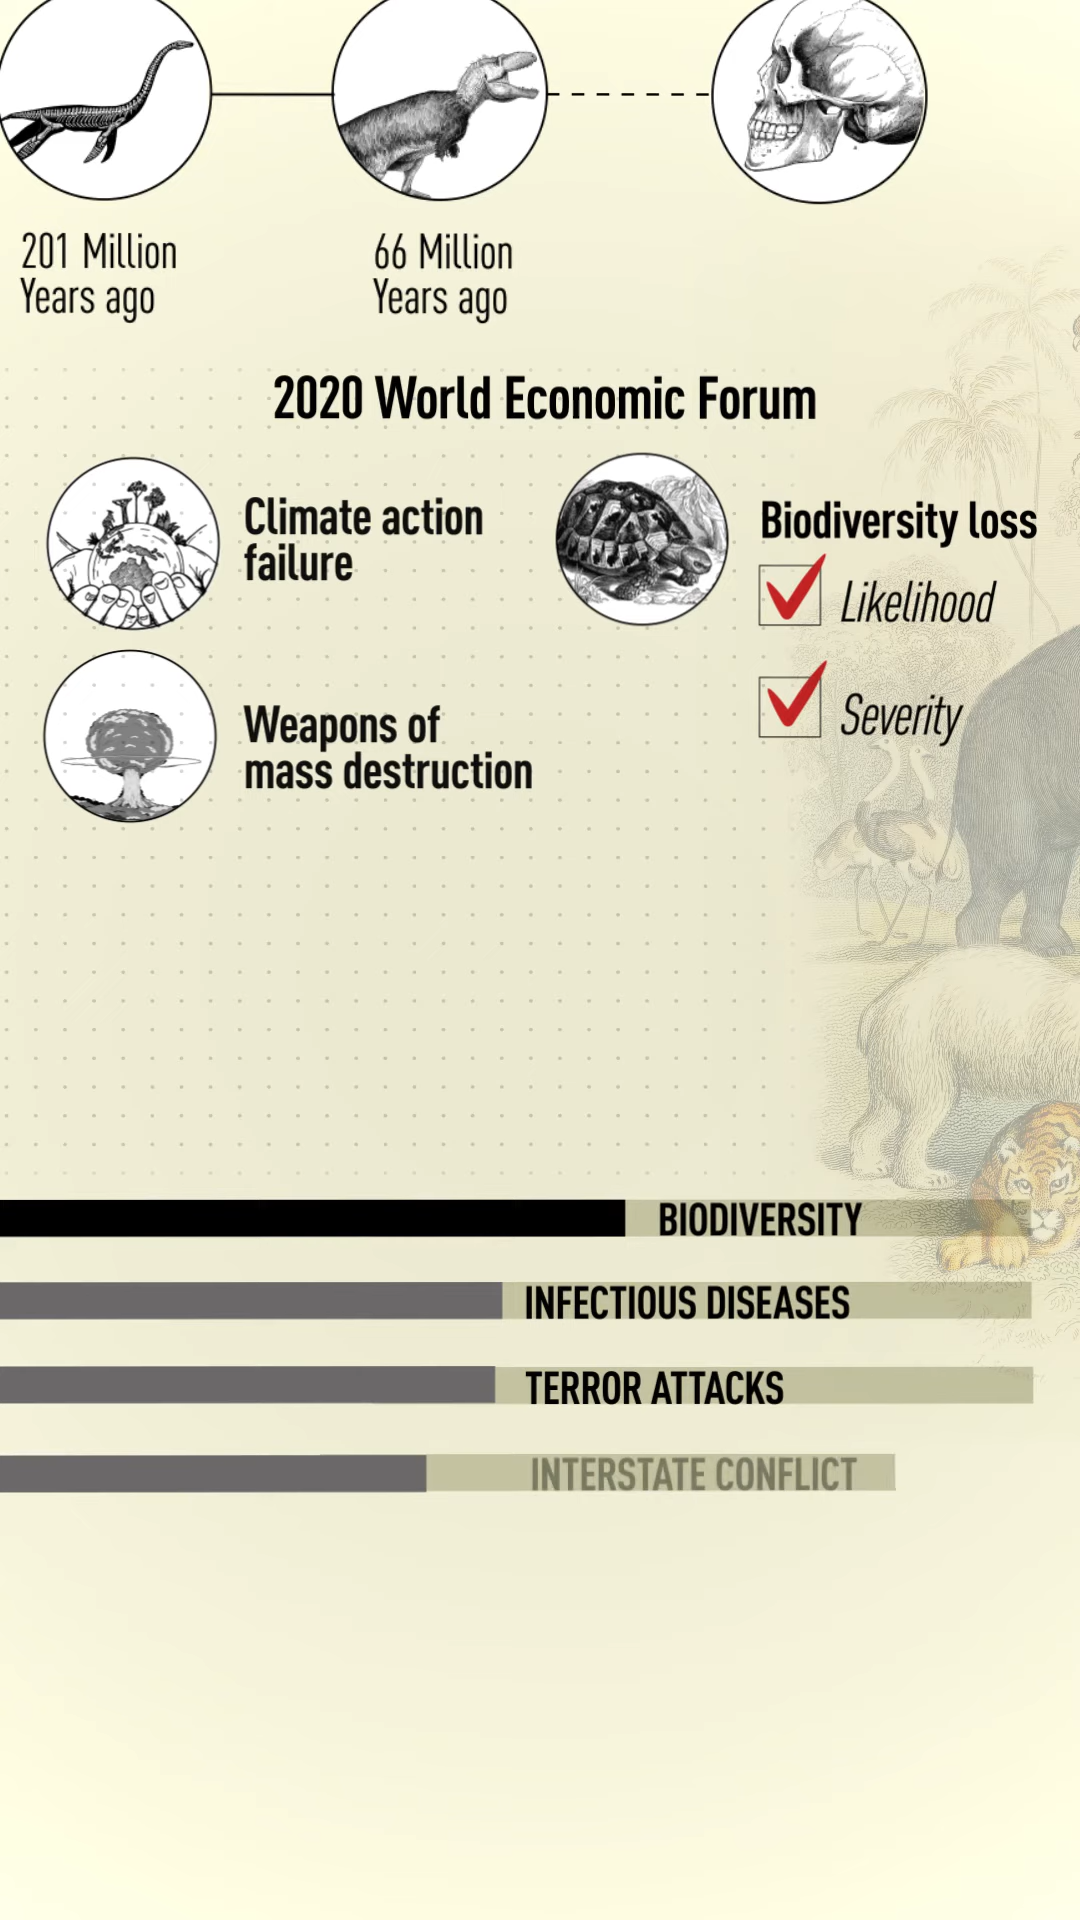 201 Million
Years ago
66 Million
Years ago
2020 World Economic Forum
Climate action
failure
Biodiversity loss
Likelihood
Severity
Weapons of
mass destruction
BIODIVERSITY
INFECTIOUS DISEASES
TERROR ATTACKS
INTERSTATE CONFLICT